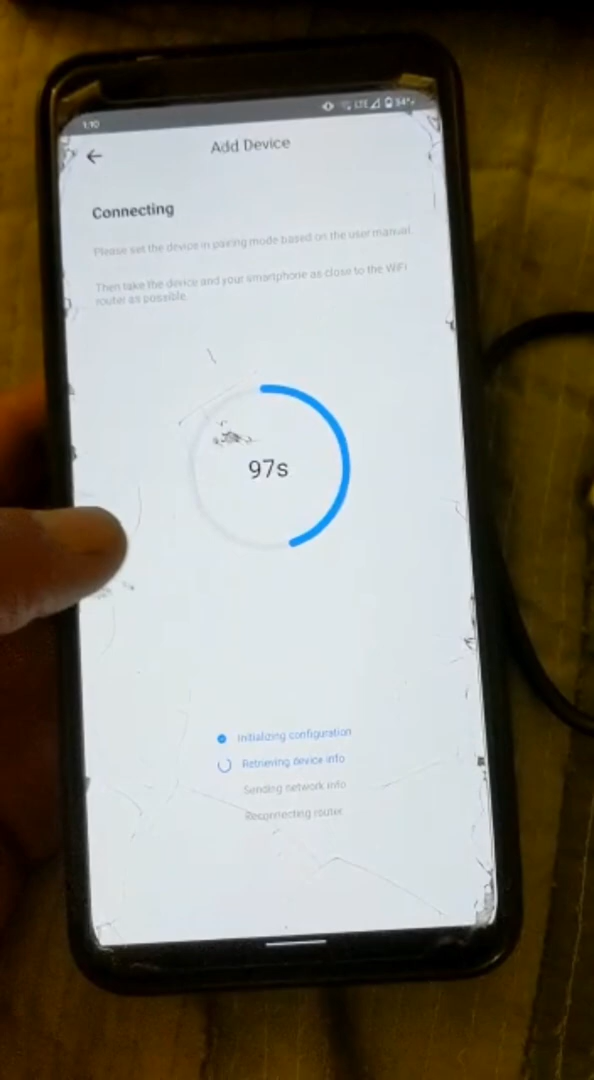 1:10
LTE 84%
Add Device
Connecting
Please set the device in pairing mode based on the user manual.
Then take the device and your smartphone as close to the WiFi
router as possible.
97s
Initializing configuration
Retrieving device info
Sending network info
Reconnecting router